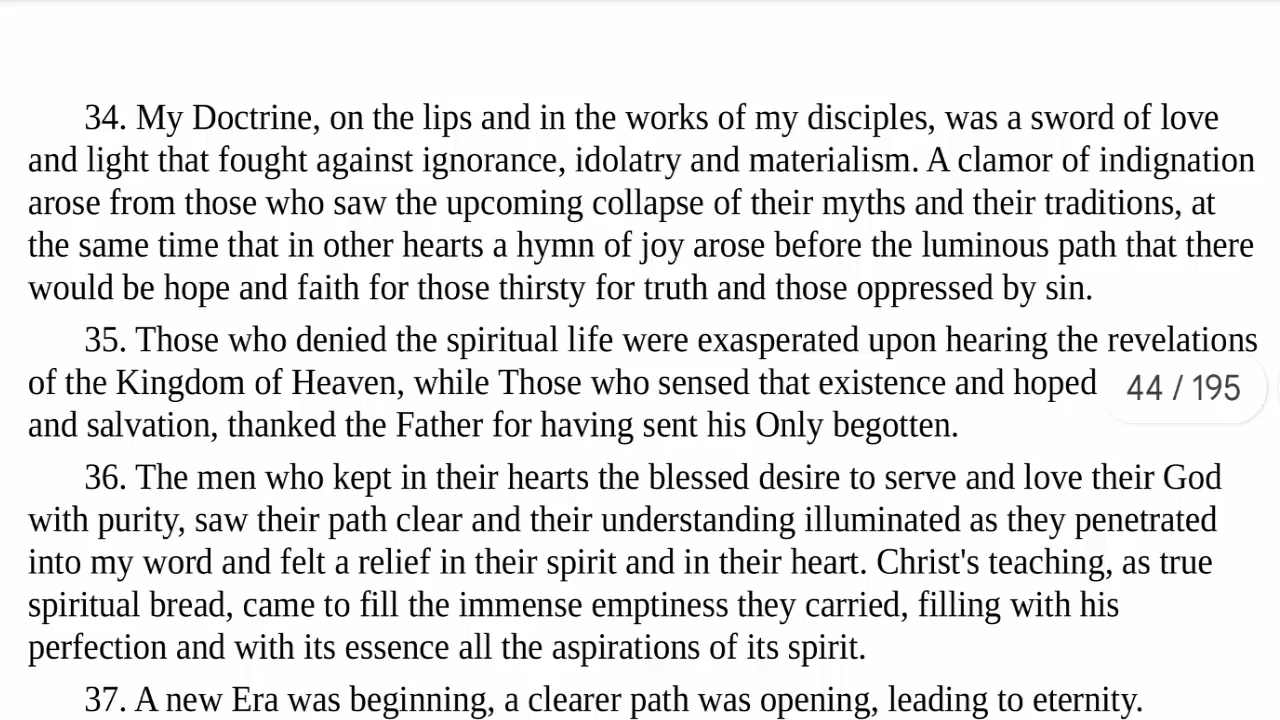 34. My Doctrine, on the lips and in the works of my disciples, was a sword of love
and light that fought against ignorance, idolatry and materialism. A clamor of indignation
arose from those who saw the upcoming collapse of their myths and their traditions, at
the same time that in other hearts a hymn of joy arose before the luminous path that there
would be hope and faith for those thirsty for truth and those oppressed by sin.
35. Those who denied the spiritual life were exasperated upon hearing the revelations
of the Kingdom of Heaven, while Those who sensed that existence and hoped
44 / 195
and salvation, thanked the Father for having sent his Only begotten.
36. The men who kept in their hearts the blessed desire to serve and love their God
with purity, saw their path clear and their understanding illuminated as they penetrated
into my word and felt a relief in their spirit and in their heart. Christ's teaching, as true
spiritual bread, came to fill the immense emptiness they carried, filling with his
perfection and with its essence all the aspirations of its spirit.
37. A new Era was beginning, a clearer path was opening, leading to eternity.